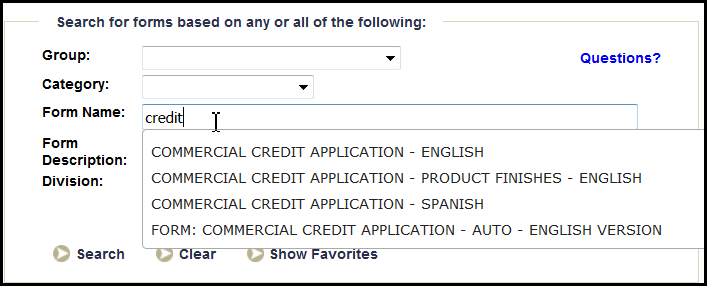 Search for forms based on any or all of the following:
Group:
Questions?
Category:
Form Name: credit
Form
Description:
Division:
COMMERCIAL CREDIT APPLICATION - ENGLISH
COMMERCIAL CREDIT APPLICATION - PRODUCT FINISHES - ENGLISH
COMMERCIAL CREDIT APPLICATION - SPANISH
FORM: COMMERCIAL CREDIT APPLICATION - AUTO - ENGLISH VERSION
Search Clear Show Favorites